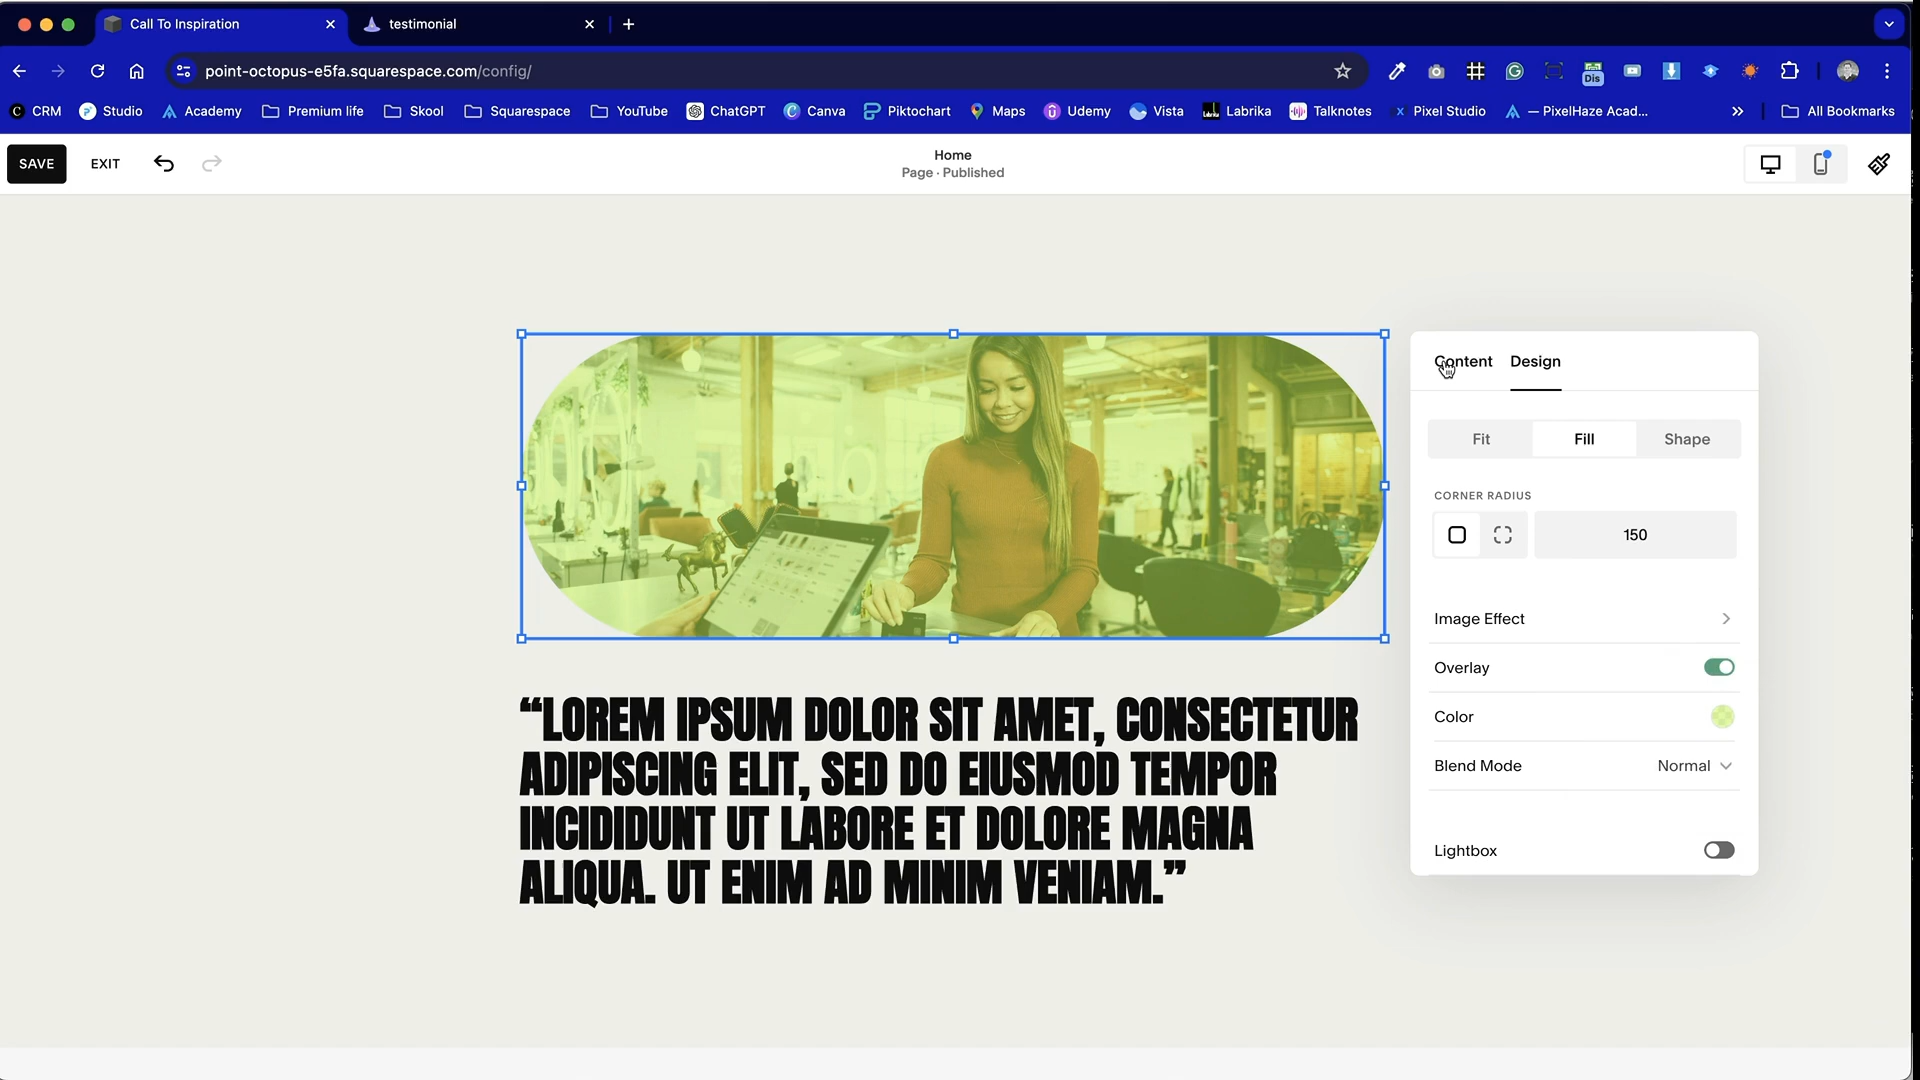 Call To Inspiration
testimonial
point-octopus-e5fa.squarespace.com/config/
Dis
CRM Studio Academy Premium life Skool Squarespace YouTube ChatGPT Canva Piktochart Maps Udemy Vista Labrika Talknotes Pixel Studio — PixelHaze Acad... » All Bookmarks
SAVE EXIT
Home
Page · Published
Content Design
Fit Fill Shape
CORNER RADIUS
150
Image Effect
Overlay
Color
Blend Mode Normal
Lightbox
“LOREM IPSUM DOLOR SIT AMET, CONSECTETUR
ADIPISCING ELIT, SED DO EIUSMOD TEMPOR
INCIDIDUNT UT LABORE ET DOLORE MAGNA
ALIQUA. UT ENIM AD MINIM VENIAM.”